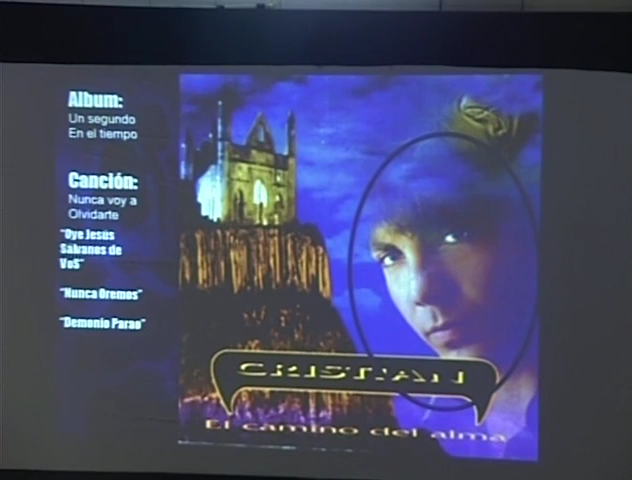 Album:
Un segundo
En el tiempo
Canción:
Nunca voy a
Olvidarte
"Oye Jesús
Salvanos de
VoS"
"Nunca Oremos"
"Demonio Parao"
CRISTIAN
El camino del alma